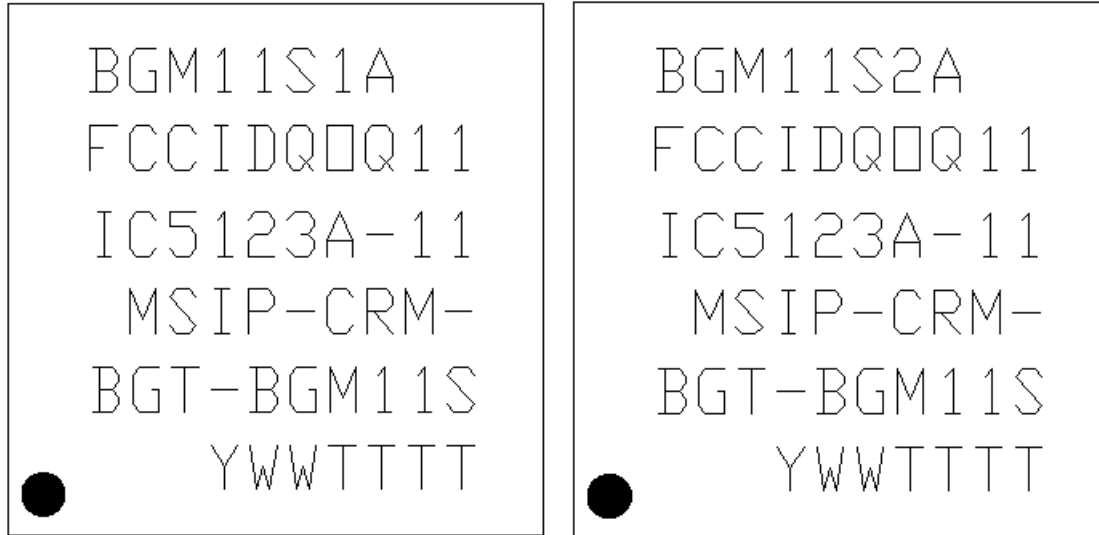 BGM11S1A
FCCIDQOQ11
IC5123A-11
MSIP-CRM-
BGT-BGM11S
YWWTTTT
BGM11S2A
FCCIDQOQ11
IC5123A-11
MSIP-CRM-
BGT-BGM11S
YWWTTTT